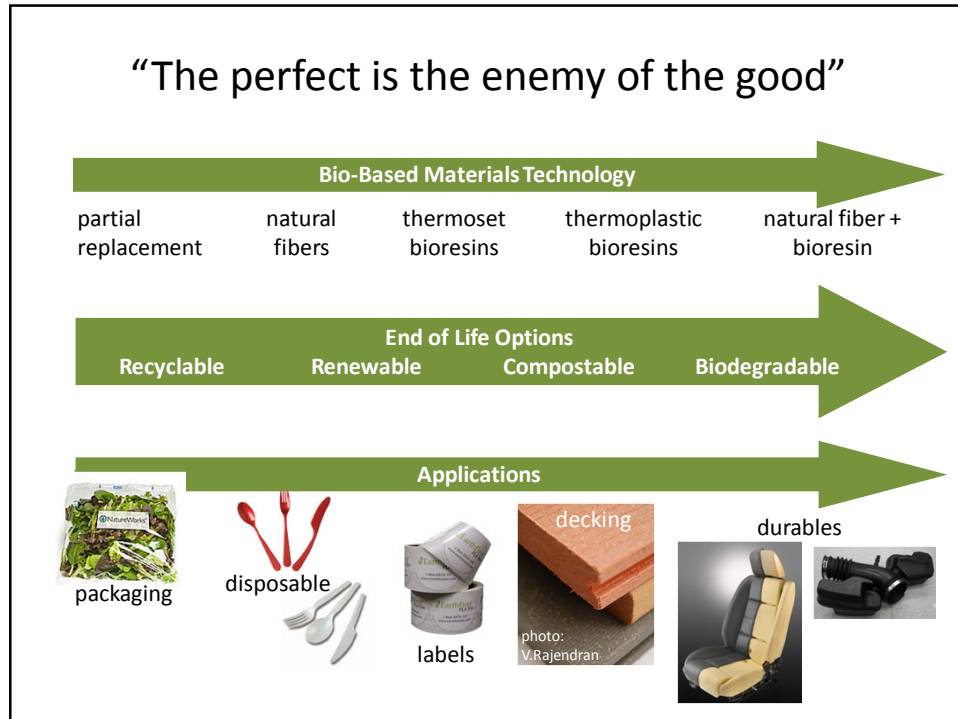 “The perfect is the enemy of the good”
Bio-Based Materials Technology
partial replacement
natural fibers
thermoset bioresins
thermoplastic bioresins
natural fiber + bioresin
End of Life Options
Recyclable Renewable Compostable Biodegradable
Applications
NatureWorks
packaging
disposable
EarthFirst
labels
decking
photo:
V.Rajendran
durables